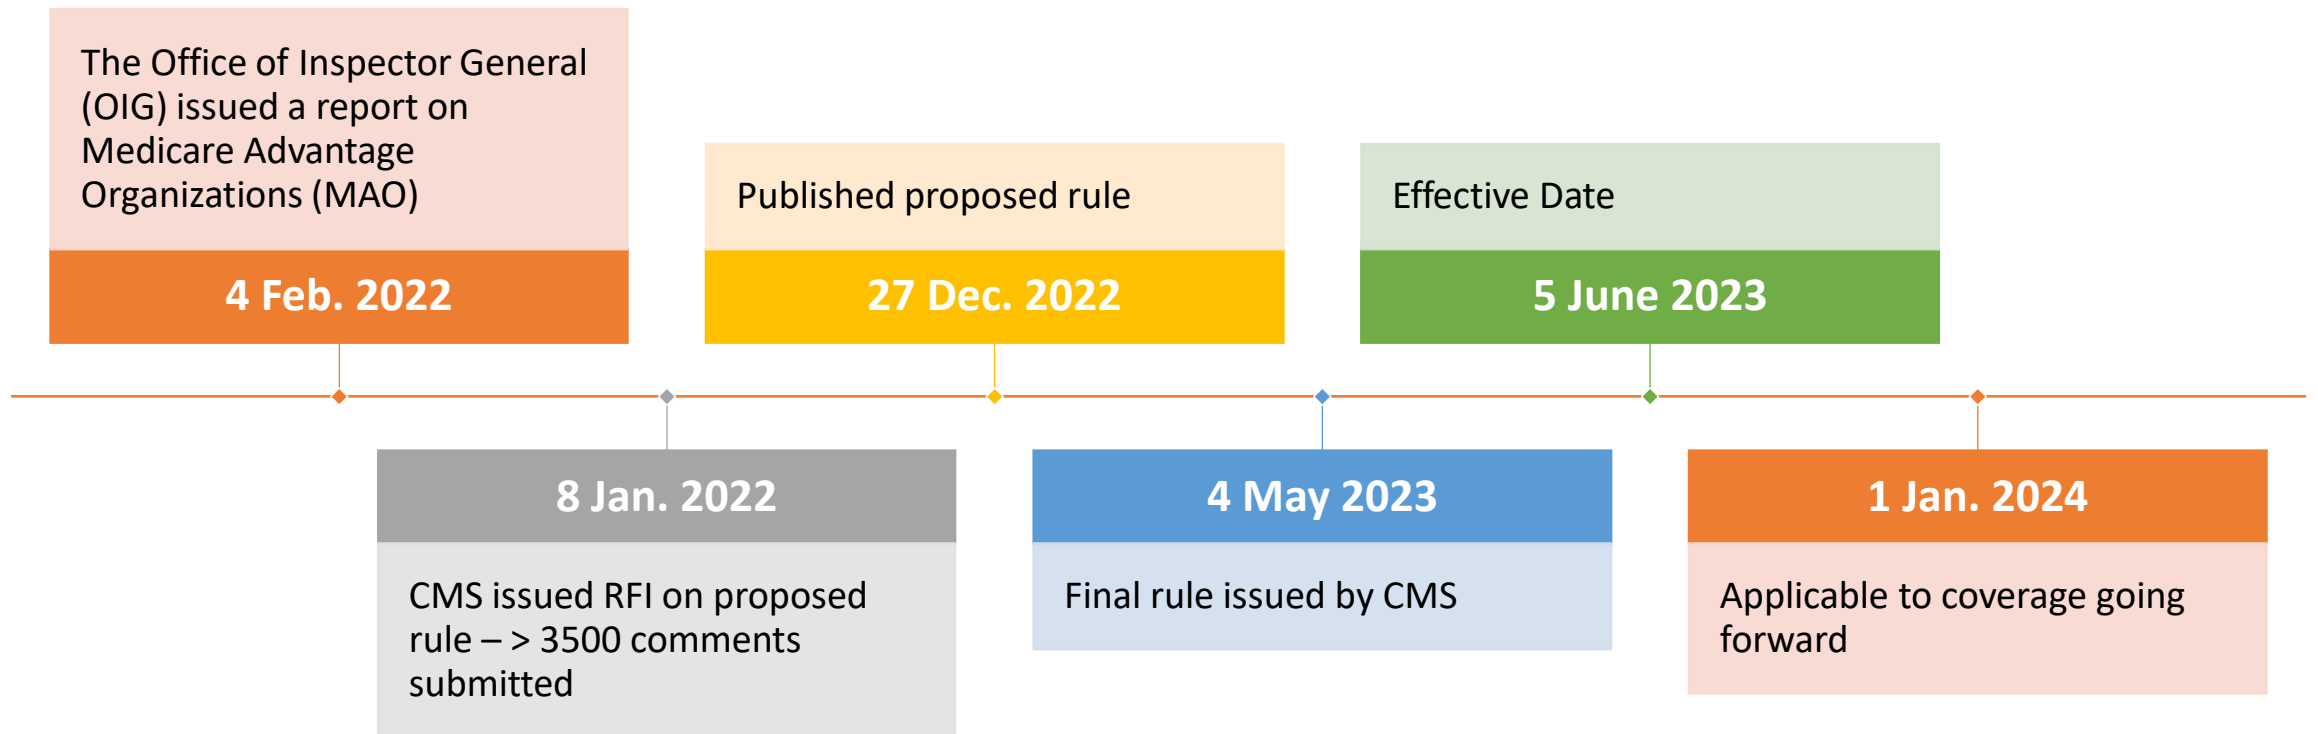 The Office of Inspector General
(OIG) issued a report on
Medicare Advantage
Organizations (MAO)
4 Feb. 2022
8 Jan. 2022
CMS issued RFI on proposed
rule – > 3500 comments
submitted
Published proposed rule
27 Dec. 2022
4 May 2023
Final rule issued by CMS
Effective Date
5 June 2023
1 Jan. 2024
Applicable to coverage going
forward